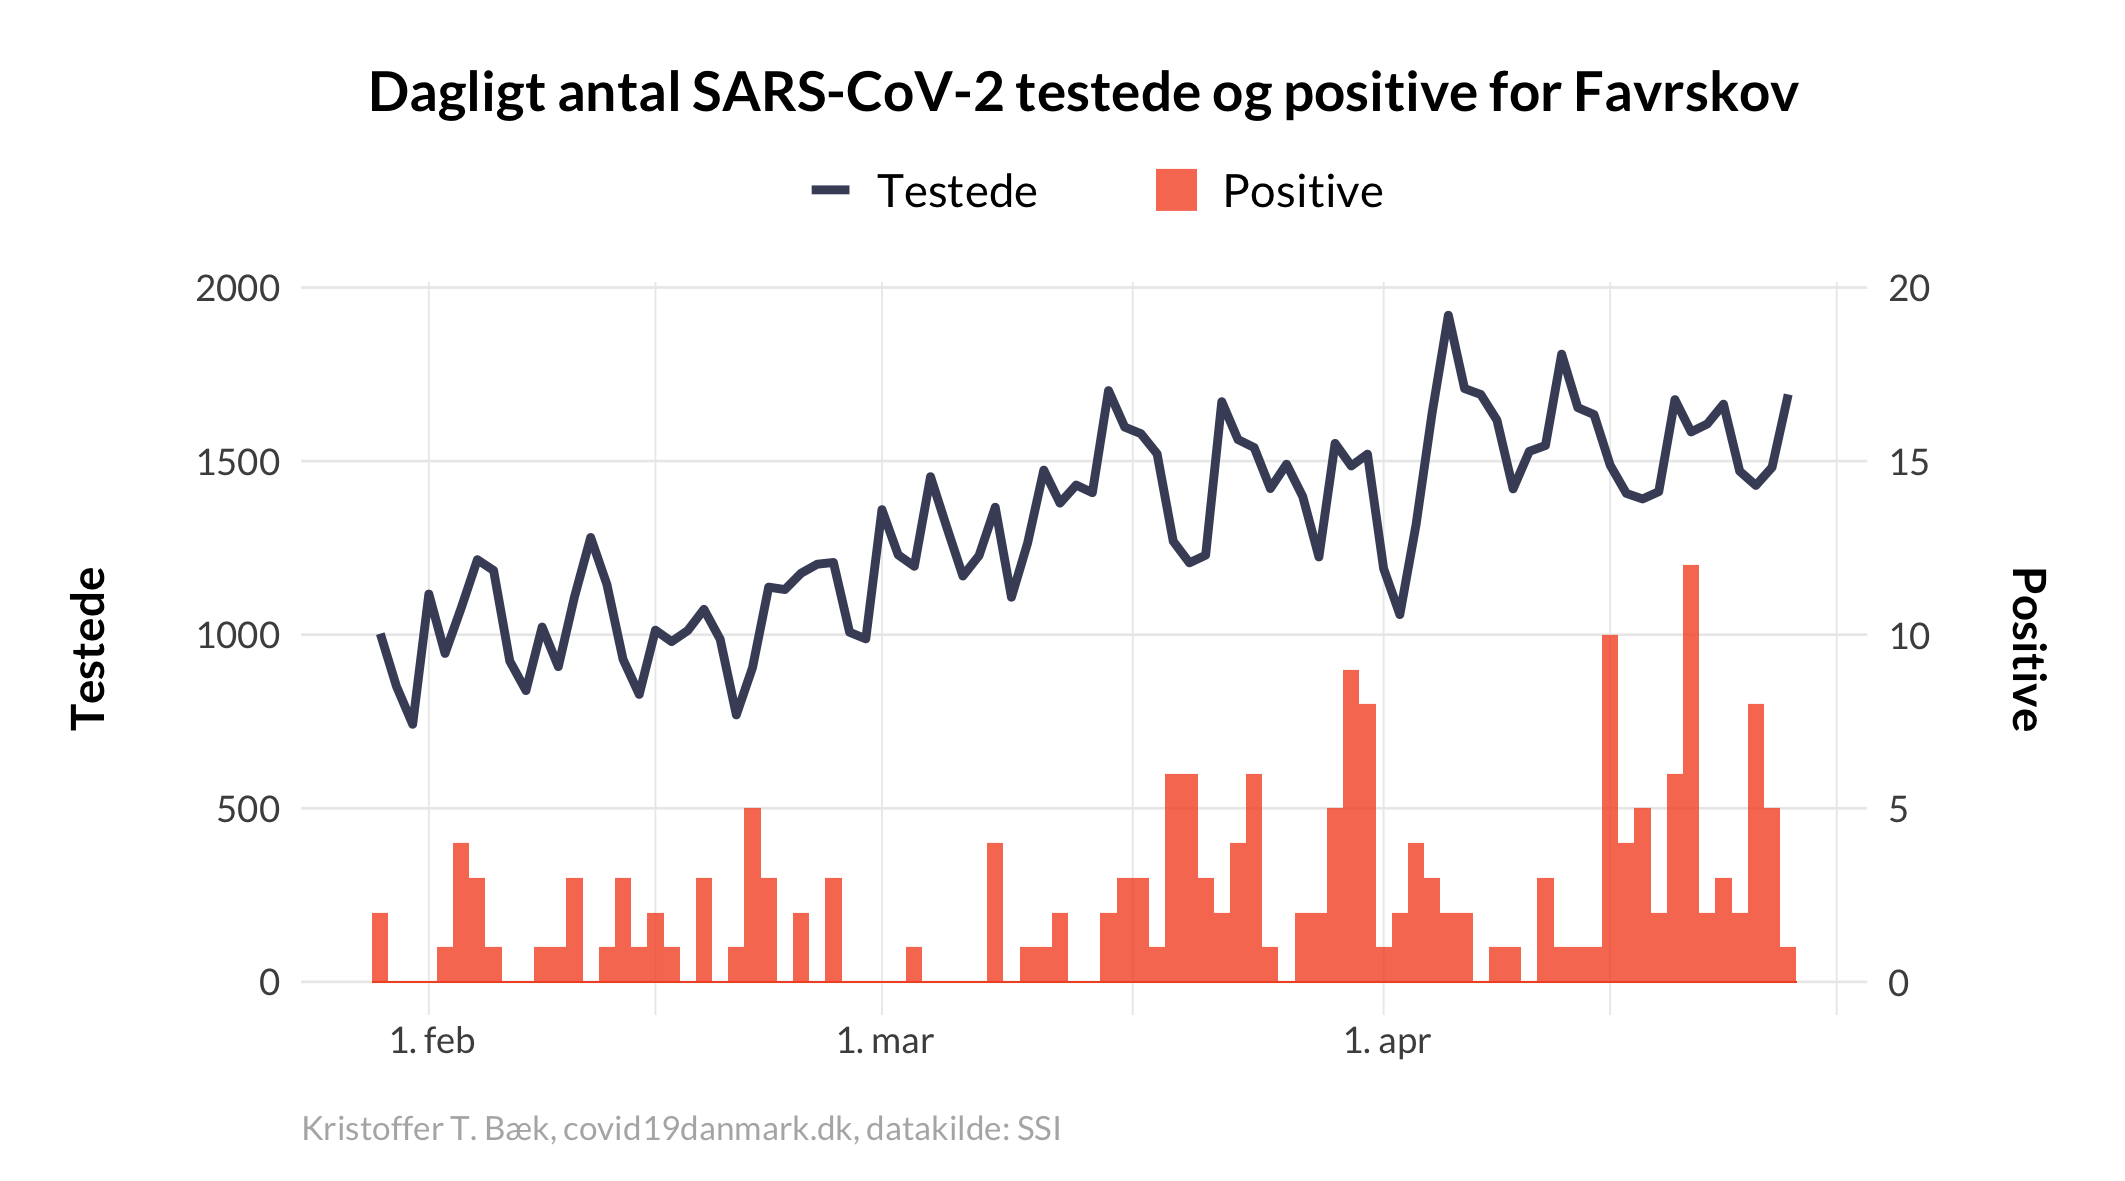 Dagligt antal SARS-CoV-2 testede og positive for Favrskov
Testede
Positive
2000
1500
1000
500
0
20
15
10
5
0
Testede
Positive
1. feb
1. mar
1. apr
Kristoffer T. Bæk, covid19danmark.dk, datakilde: SSI